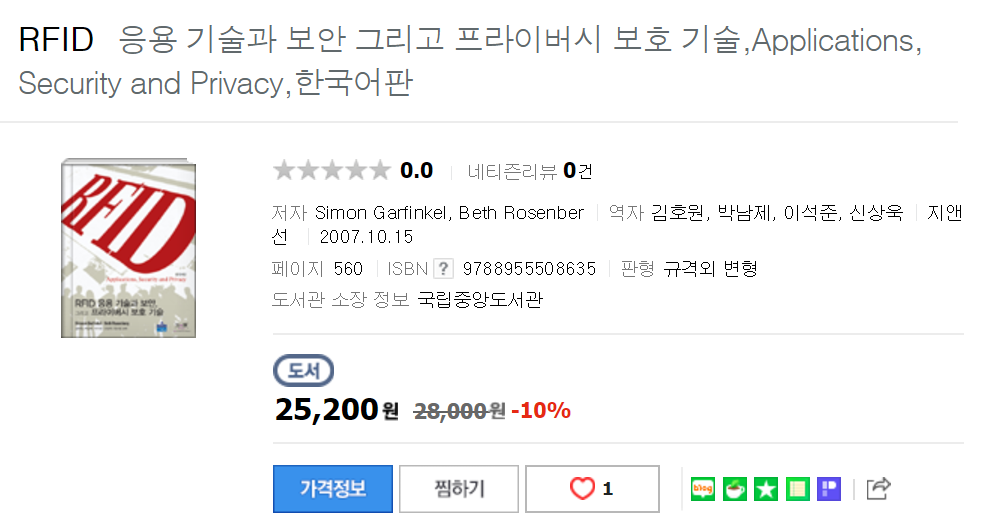 RFID 응용 기술과 보안 그리고 프라이버시 보호 기술,Applications,
Security and Privacy,한국어판
RFID
Applications, Security and Privacy
RFID 응용 기술과 보안,
그리고 프라이버시 보호 기술
0.0 네티즌리뷰 0건
저자 Simon Garfinkel, Beth Rosenber 역자 김호원, 박남제, 이석준, 신상욱 지앤
선 2007.10.15
페이지 560 ISBN ? 9788955508635 판형 규격외 변형
도서관 소장 정보 국립중앙도서관
도서
25,200원 28,000원 -10%
가격정보 찜하기 1 blog P